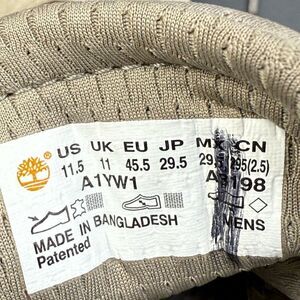 US UK EU JP MX CN
11.5 11 45.5 29.5 29.5 295(2.5)
A1YW1
MADE IN BANGLADESH MENS
Patented